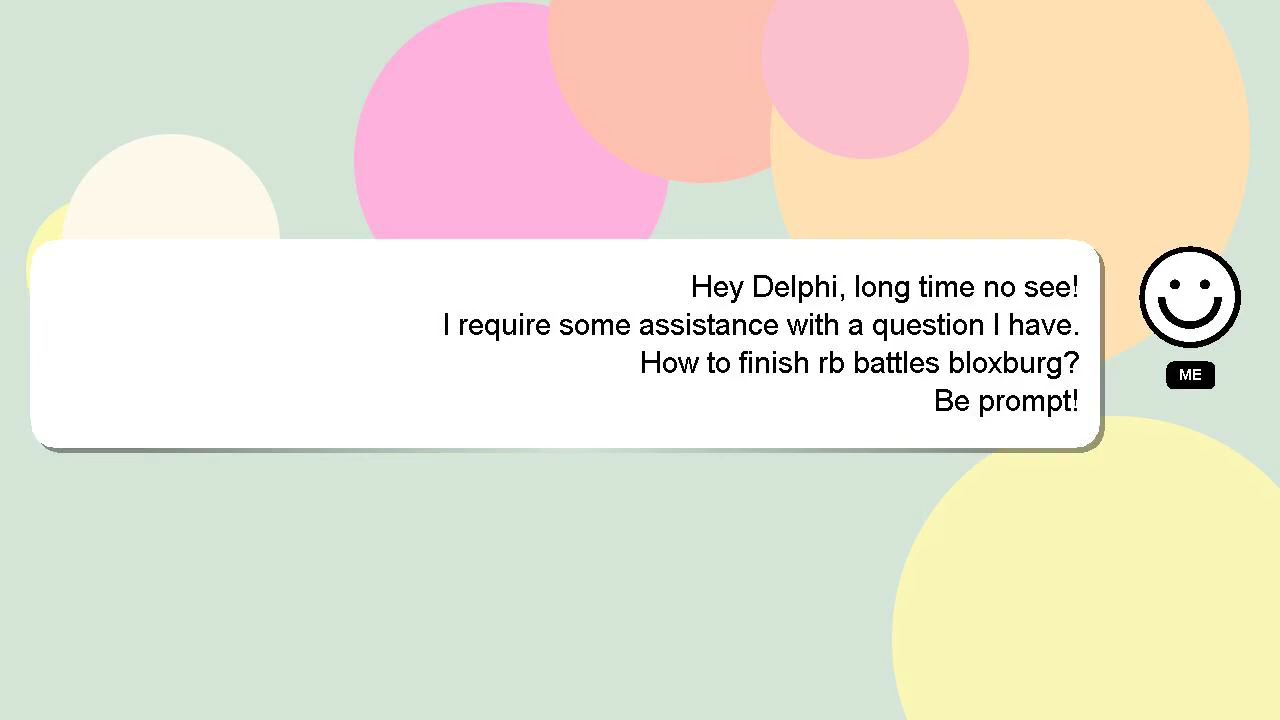 Hey Delphi, long time no see!
I require some assistance with a question I have.
How to finish rb battles bloxburg?
Be prompt!
ME